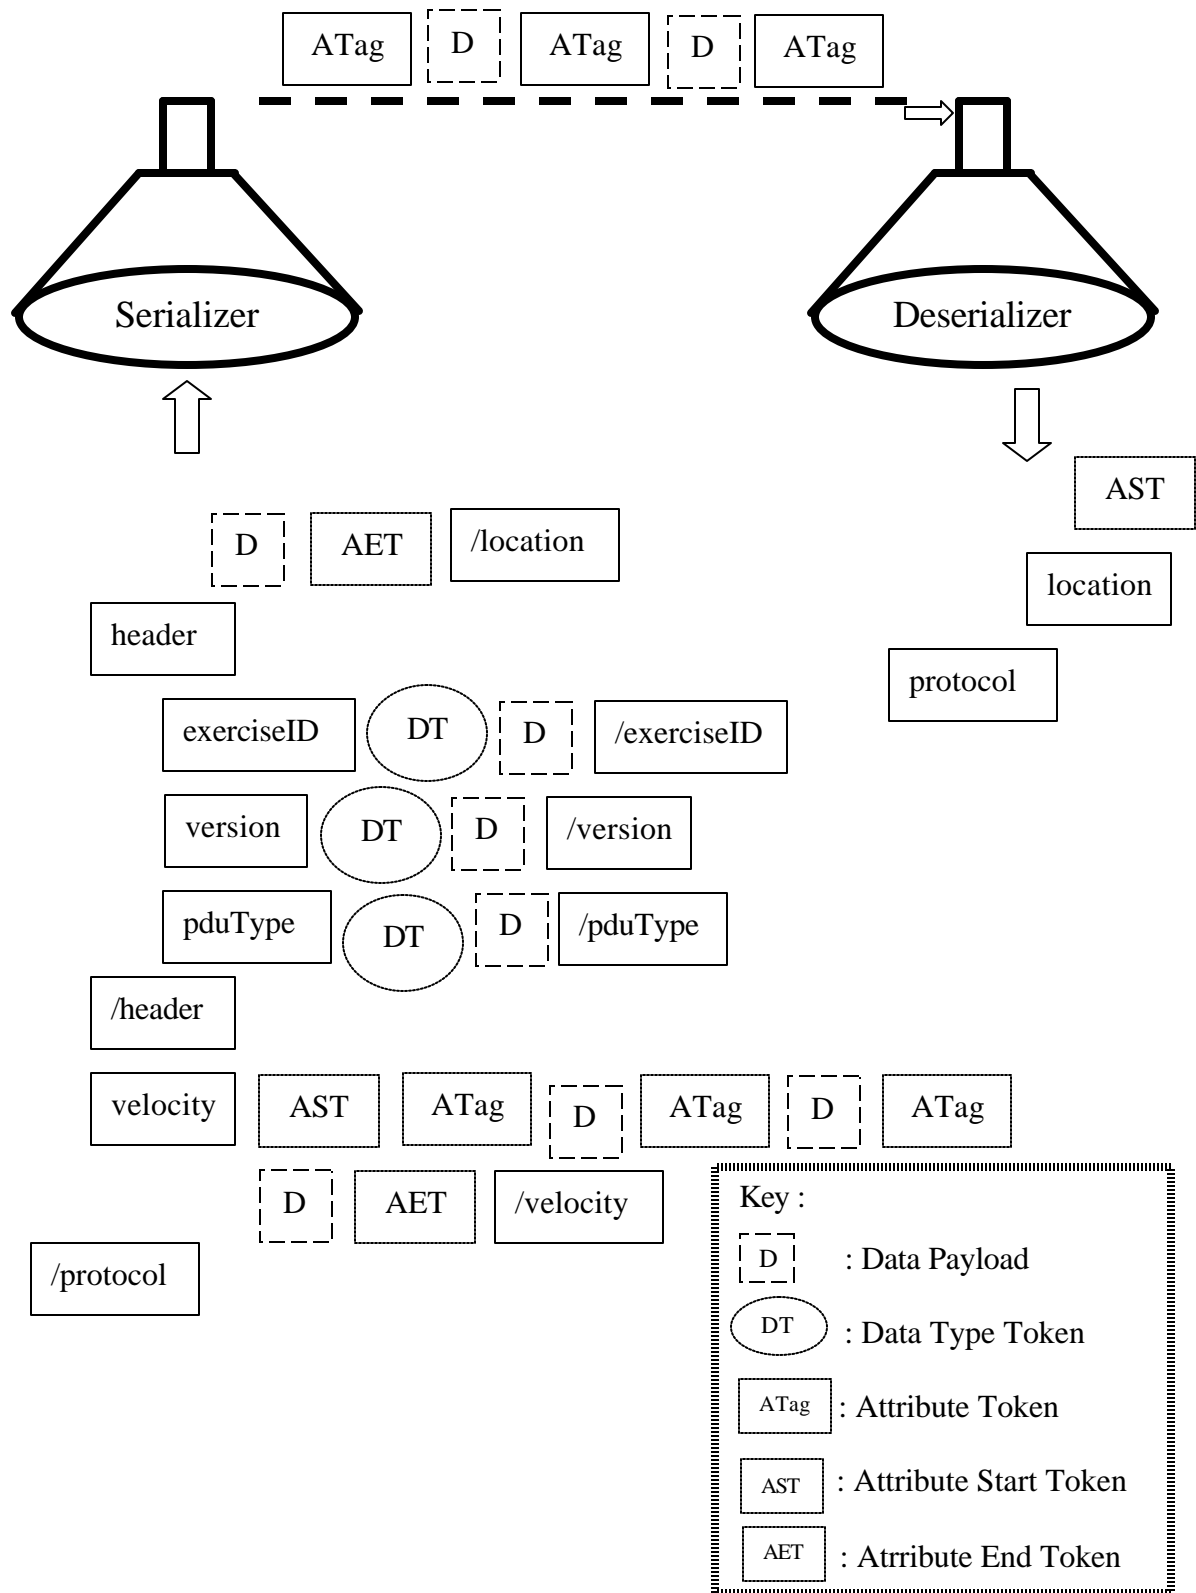 ATag D ATag D ATag
Serializer Deserializer
AST
D AET /location
location
header
protocol
exerciseID DT D /exerciseID
version DT D /version
pduType DT D /pduType
/header
velocity AST ATag D ATag D ATag
D AET /velocity
/protocol
Key :
D : Data Payload
DT : Data Type Token
ATag : Attribute Token
AST : Attribute Start Token
AET : Atrribute End Token